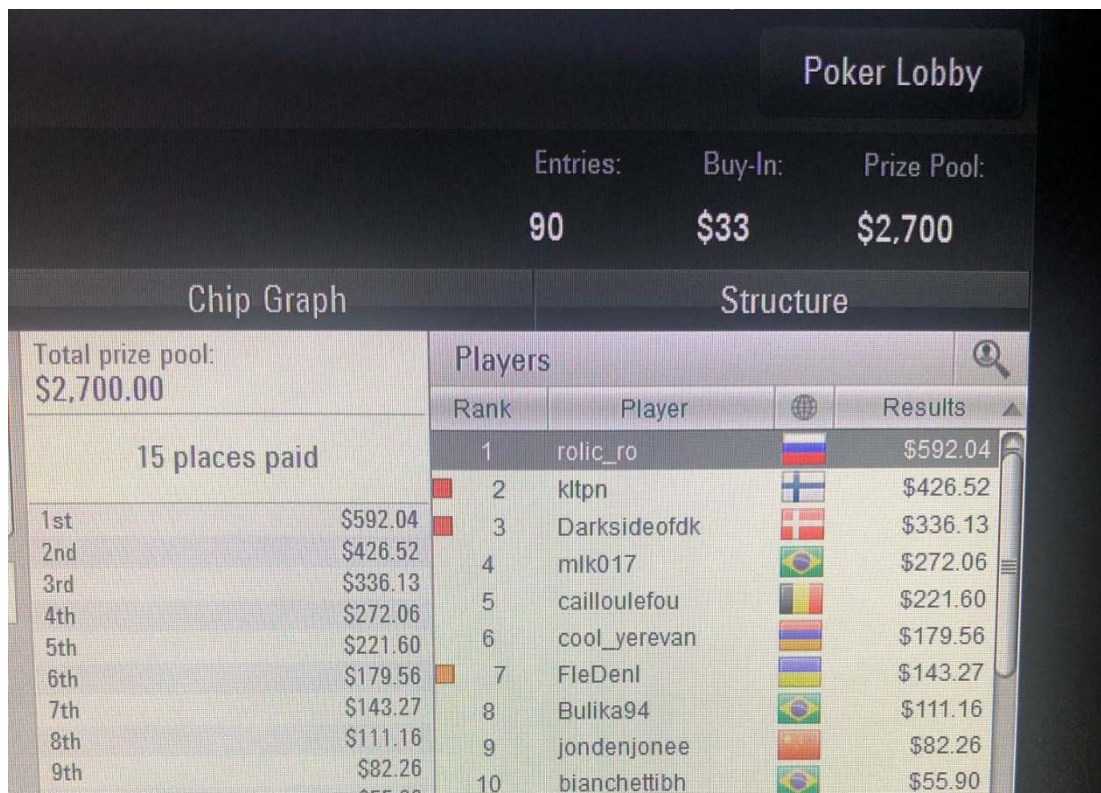 Poker Lobby
Entries: Buy-In: Prize Pool:
90 $33 $2,700
Chip Graph Structure
Total prize pool:
$2,700.00
15 places paid
1st $592.04
2nd $426.52
3rd $336.13
4th $272.06
5th $221.60
6th $179.56
7th $143.27
8th $111.16
9th $82.26
Players
Rank Player Results
1 rolic_ro $592.04
2 kltpn $426.52
3 Darksideofdk $336.13
4 mlk017 $272.06
5 cailloulefou $221.60
6 cool_yerevan $179.56
7 FleDenI $143.27
8 Bulika94 $111.16
9 jondenjonee $82.26
10 bianchettibh $55.90